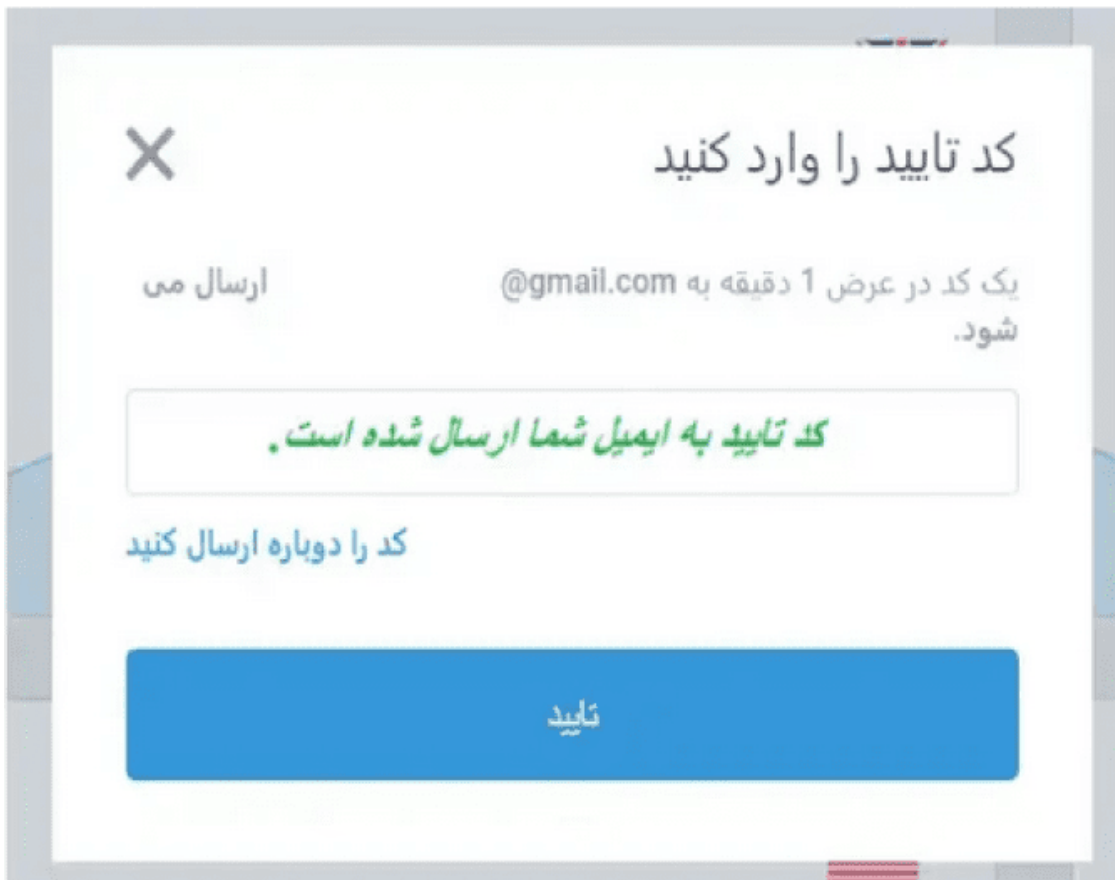 کد تایید را وارد کنید
یک کد در عرض 1 دقیقه به @gmail.com ارسال می
شود.
کد تایید به ایمیل شما ارسال شده است.
کد را دوباره ارسال کنید
تایید